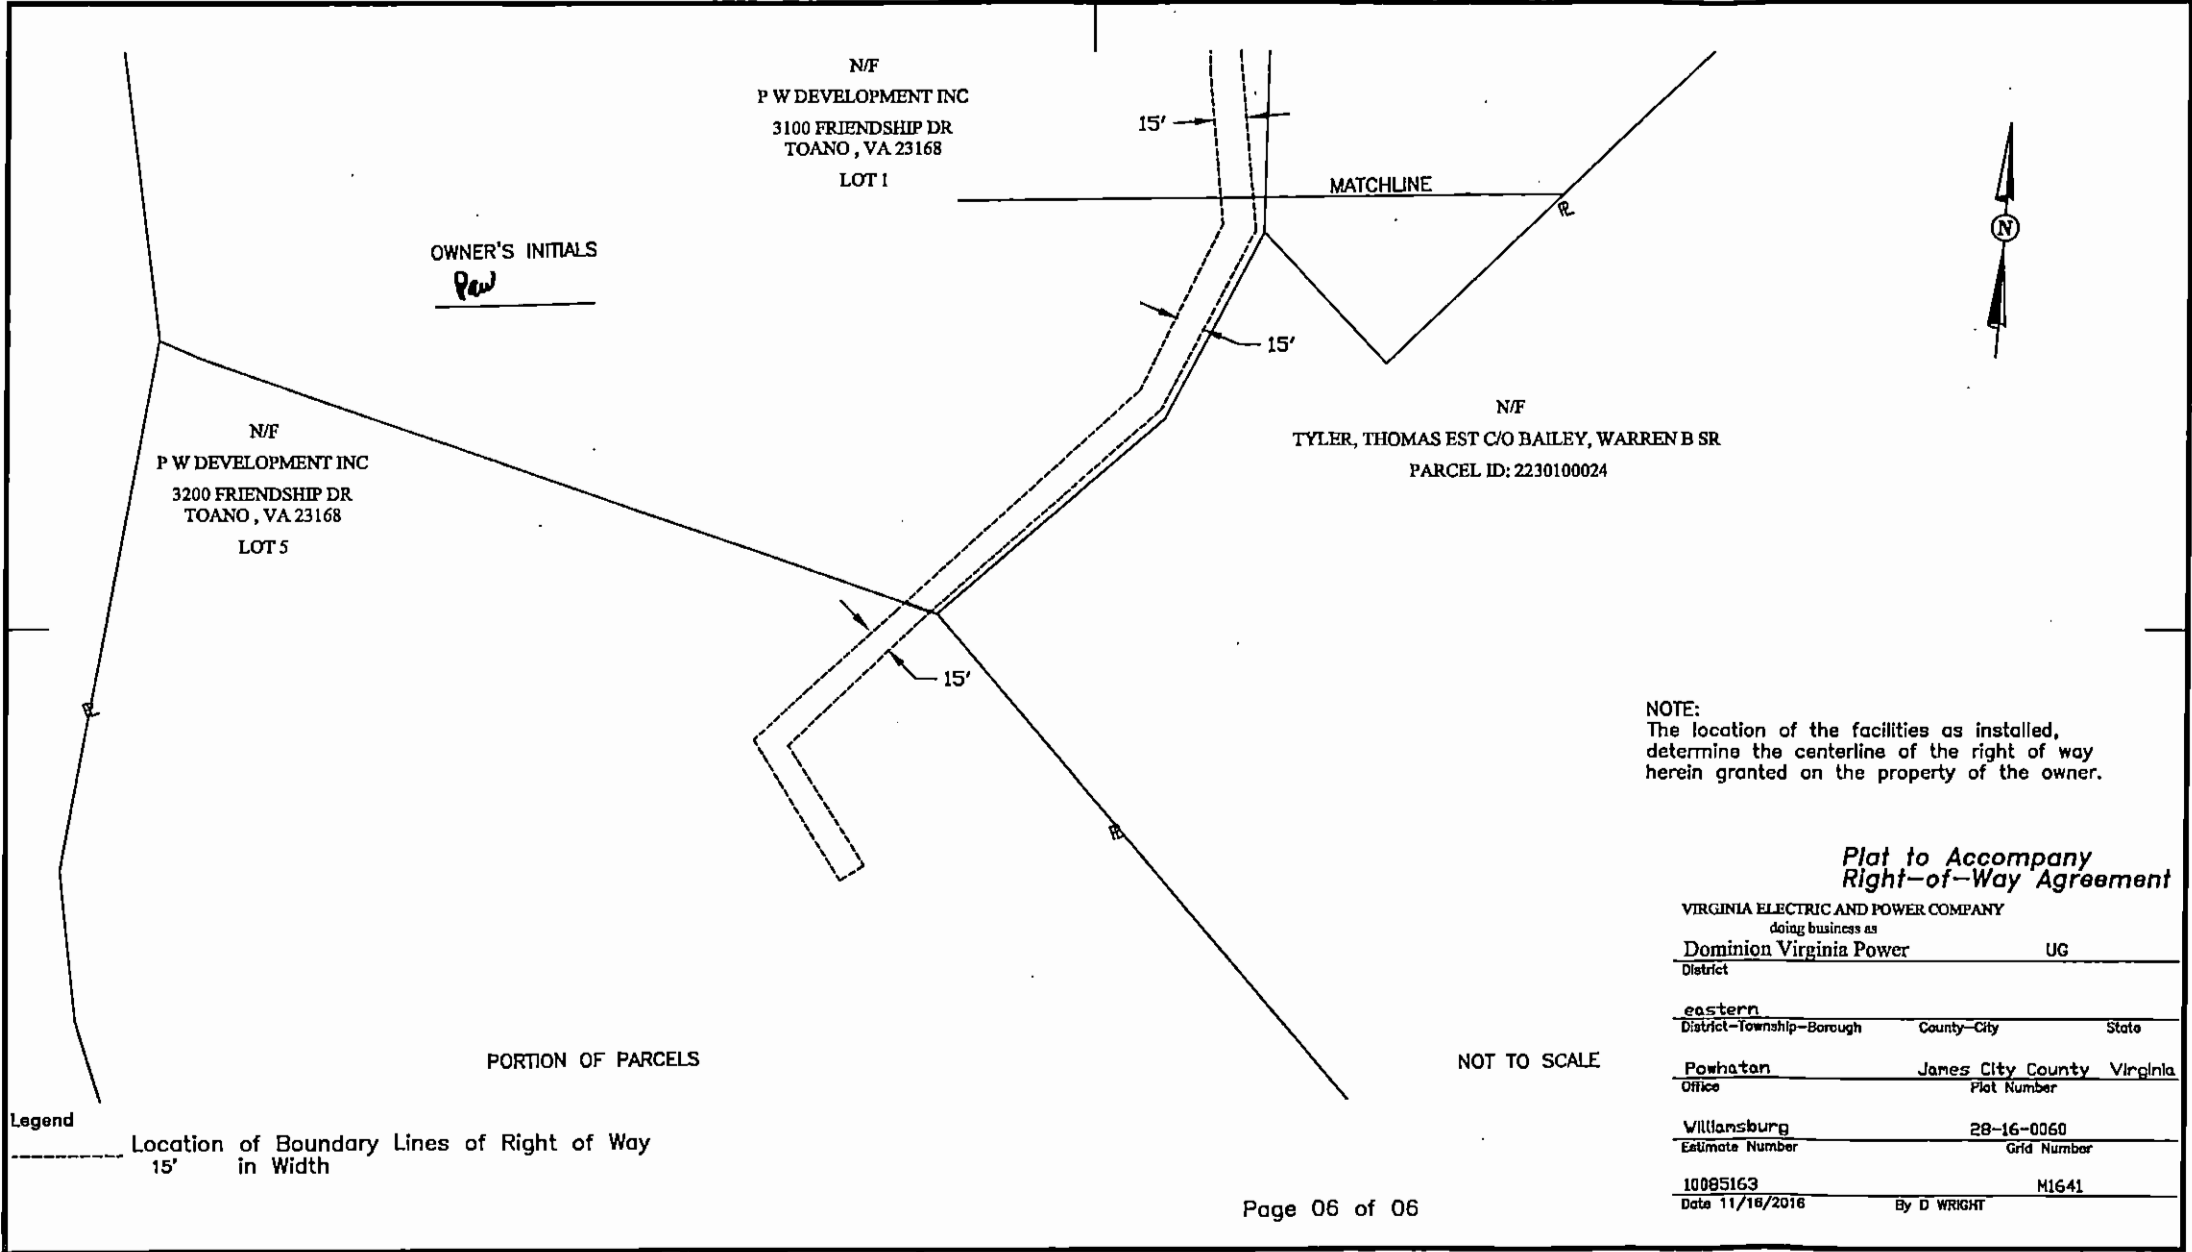 N/F
P W DEVELOPMENT INC
3100 FRIENDSHIP DR
TOANO , VA 23168
LOT 1
15'
MATCHLINE
PL
N
OWNER'S INITIALS
Paw
15'
N/F
P W DEVELOPMENT INC
3200 FRIENDSHIP DR
TOANO , VA 23168
LOT 5
N/F
TYLER, THOMAS EST C/O BAILEY, WARREN B SR
PARCEL ID: 2230100024
15'
PL
PL
NOTE:
The location of the facilities as installed,
determine the centerline of the right of way
herein granted on the property of the owner.
Plat to Accompany
Right-of-Way Agreement
VIRGINIA ELECTRIC AND POWER COMPANY
doing business as
Dominion Virginia Power UG
District
eastern
District-Township-Borough County-City State
Powhatan James City County Virginia
Office Plat Number
Williamsburg 28-16-0060
Estimate Number Grid Number
10085163 M1641
Date 11/16/2016 By D WRIGHT
PORTION OF PARCELS
NOT TO SCALE
Legend
Location of Boundary Lines of Right of Way
15' in Width
Page 06 of 06